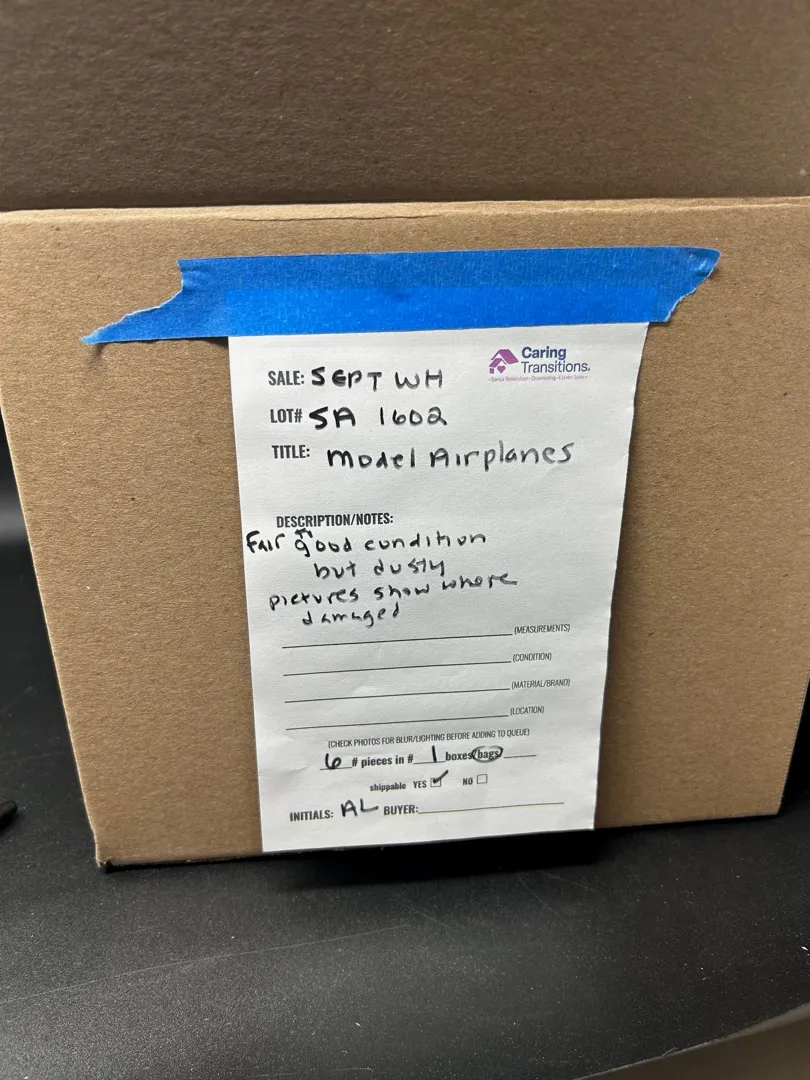 Caring
Transitions®
SALE: SEPT WH
LOT# SA 1602
TITLE: Model Airplanes
DESCRIPTION/NOTES:
to
Fair good condition
but dusty
pictures show where
damaged
(MEASUREMENTS)
(CONDITION)
(MATERIAL/BRAND)
(LOCATION)
(CHECK PHOTOS FOR BLUR/LIGHTING BEFORE ADDING TO QUEUE)
6 # pieces in # 1 boxes/bags
shippable YES ☑ NO ☐
INITIALS: AL BUYER: